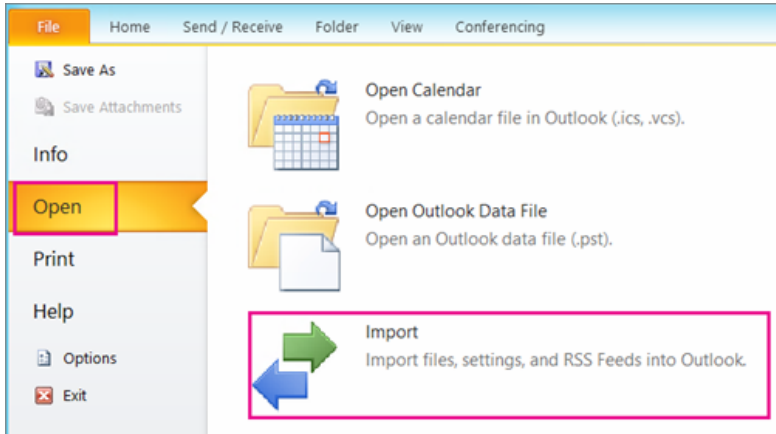 File Home Send / Receive Folder View Conferencing
Save As
Save Attachments
Info
Open
Print
Help
Options
Exit
Open Calendar
Open a calendar file in Outlook (.ics, .vcs).
Open Outlook Data File
Open an Outlook data file (.pst).
Import
Import files, settings, and RSS Feeds into Outlook.